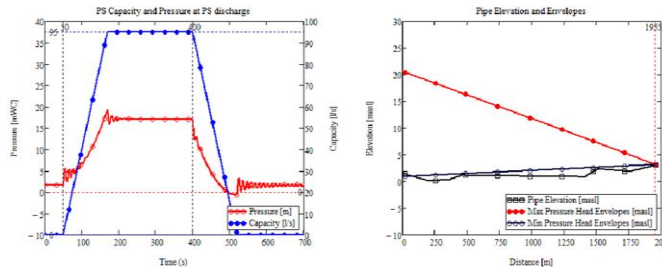 PS Capacity and Pressure at PS discharge
50
400
95
40
35
30
25
20
15
10
5
0
−5
−10
100
90
80
70
60
50
40
30
20
10
0
Pressure [mWC]
Capacity [l/s]
Pressure [m]
Capacity [l/s]
0 100 200 300 400 500 600 700
Time (s)
Pipe Elevation and Envelopes
1955
30
25
20
15
10
5
0
−5
−10
Elevation [masl]
Pipe Elevation [masl]
Max Pressure Head Envelopes [masl]
Min Pressure Head Envelopes [masl]
0 250 500 750 1000 1250 1500 1750 2000
Distance [m]